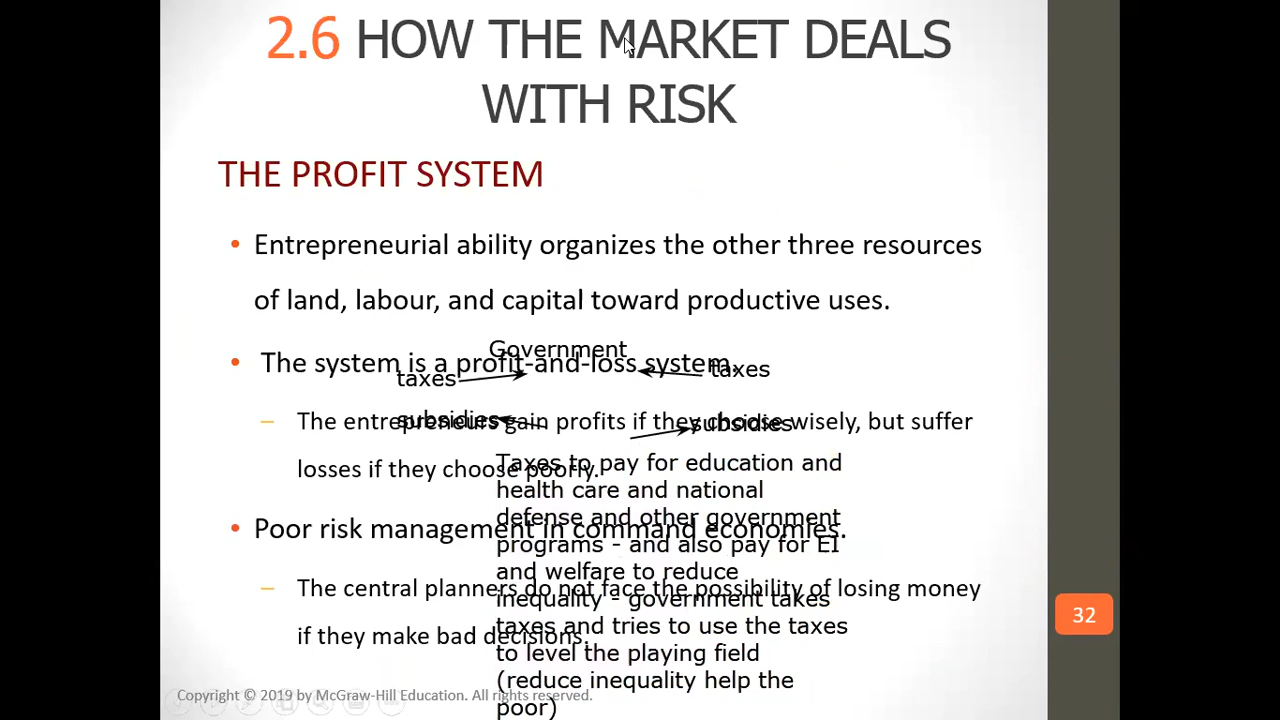 2.6 HOW THE MARKET DEALS
WITH RISK
THE PROFIT SYSTEM
• Entrepreneurial ability organizes the other three resources
of land, labour, and capital toward productive uses.
• The system is a profit-and-loss system.
– The entrepreneurs gain profits if they choose wisely, but suffer
losses if they choose poorly.
• Poor risk management in command economies.
– The central planners do not face the possibility of losing money
if they make bad decisions.
Government
taxes
taxes
subsidies
subsidies
Taxes to pay for education and
health care and national
defense and other government
programs - and also pay for EI
and welfare to reduce
inequality - government takes
taxes and tries to use the taxes
to level the playing field
(reduce inequality help the
poor)
32
Copyright © 2019 by McGraw-Hill Education. All rights reserved.